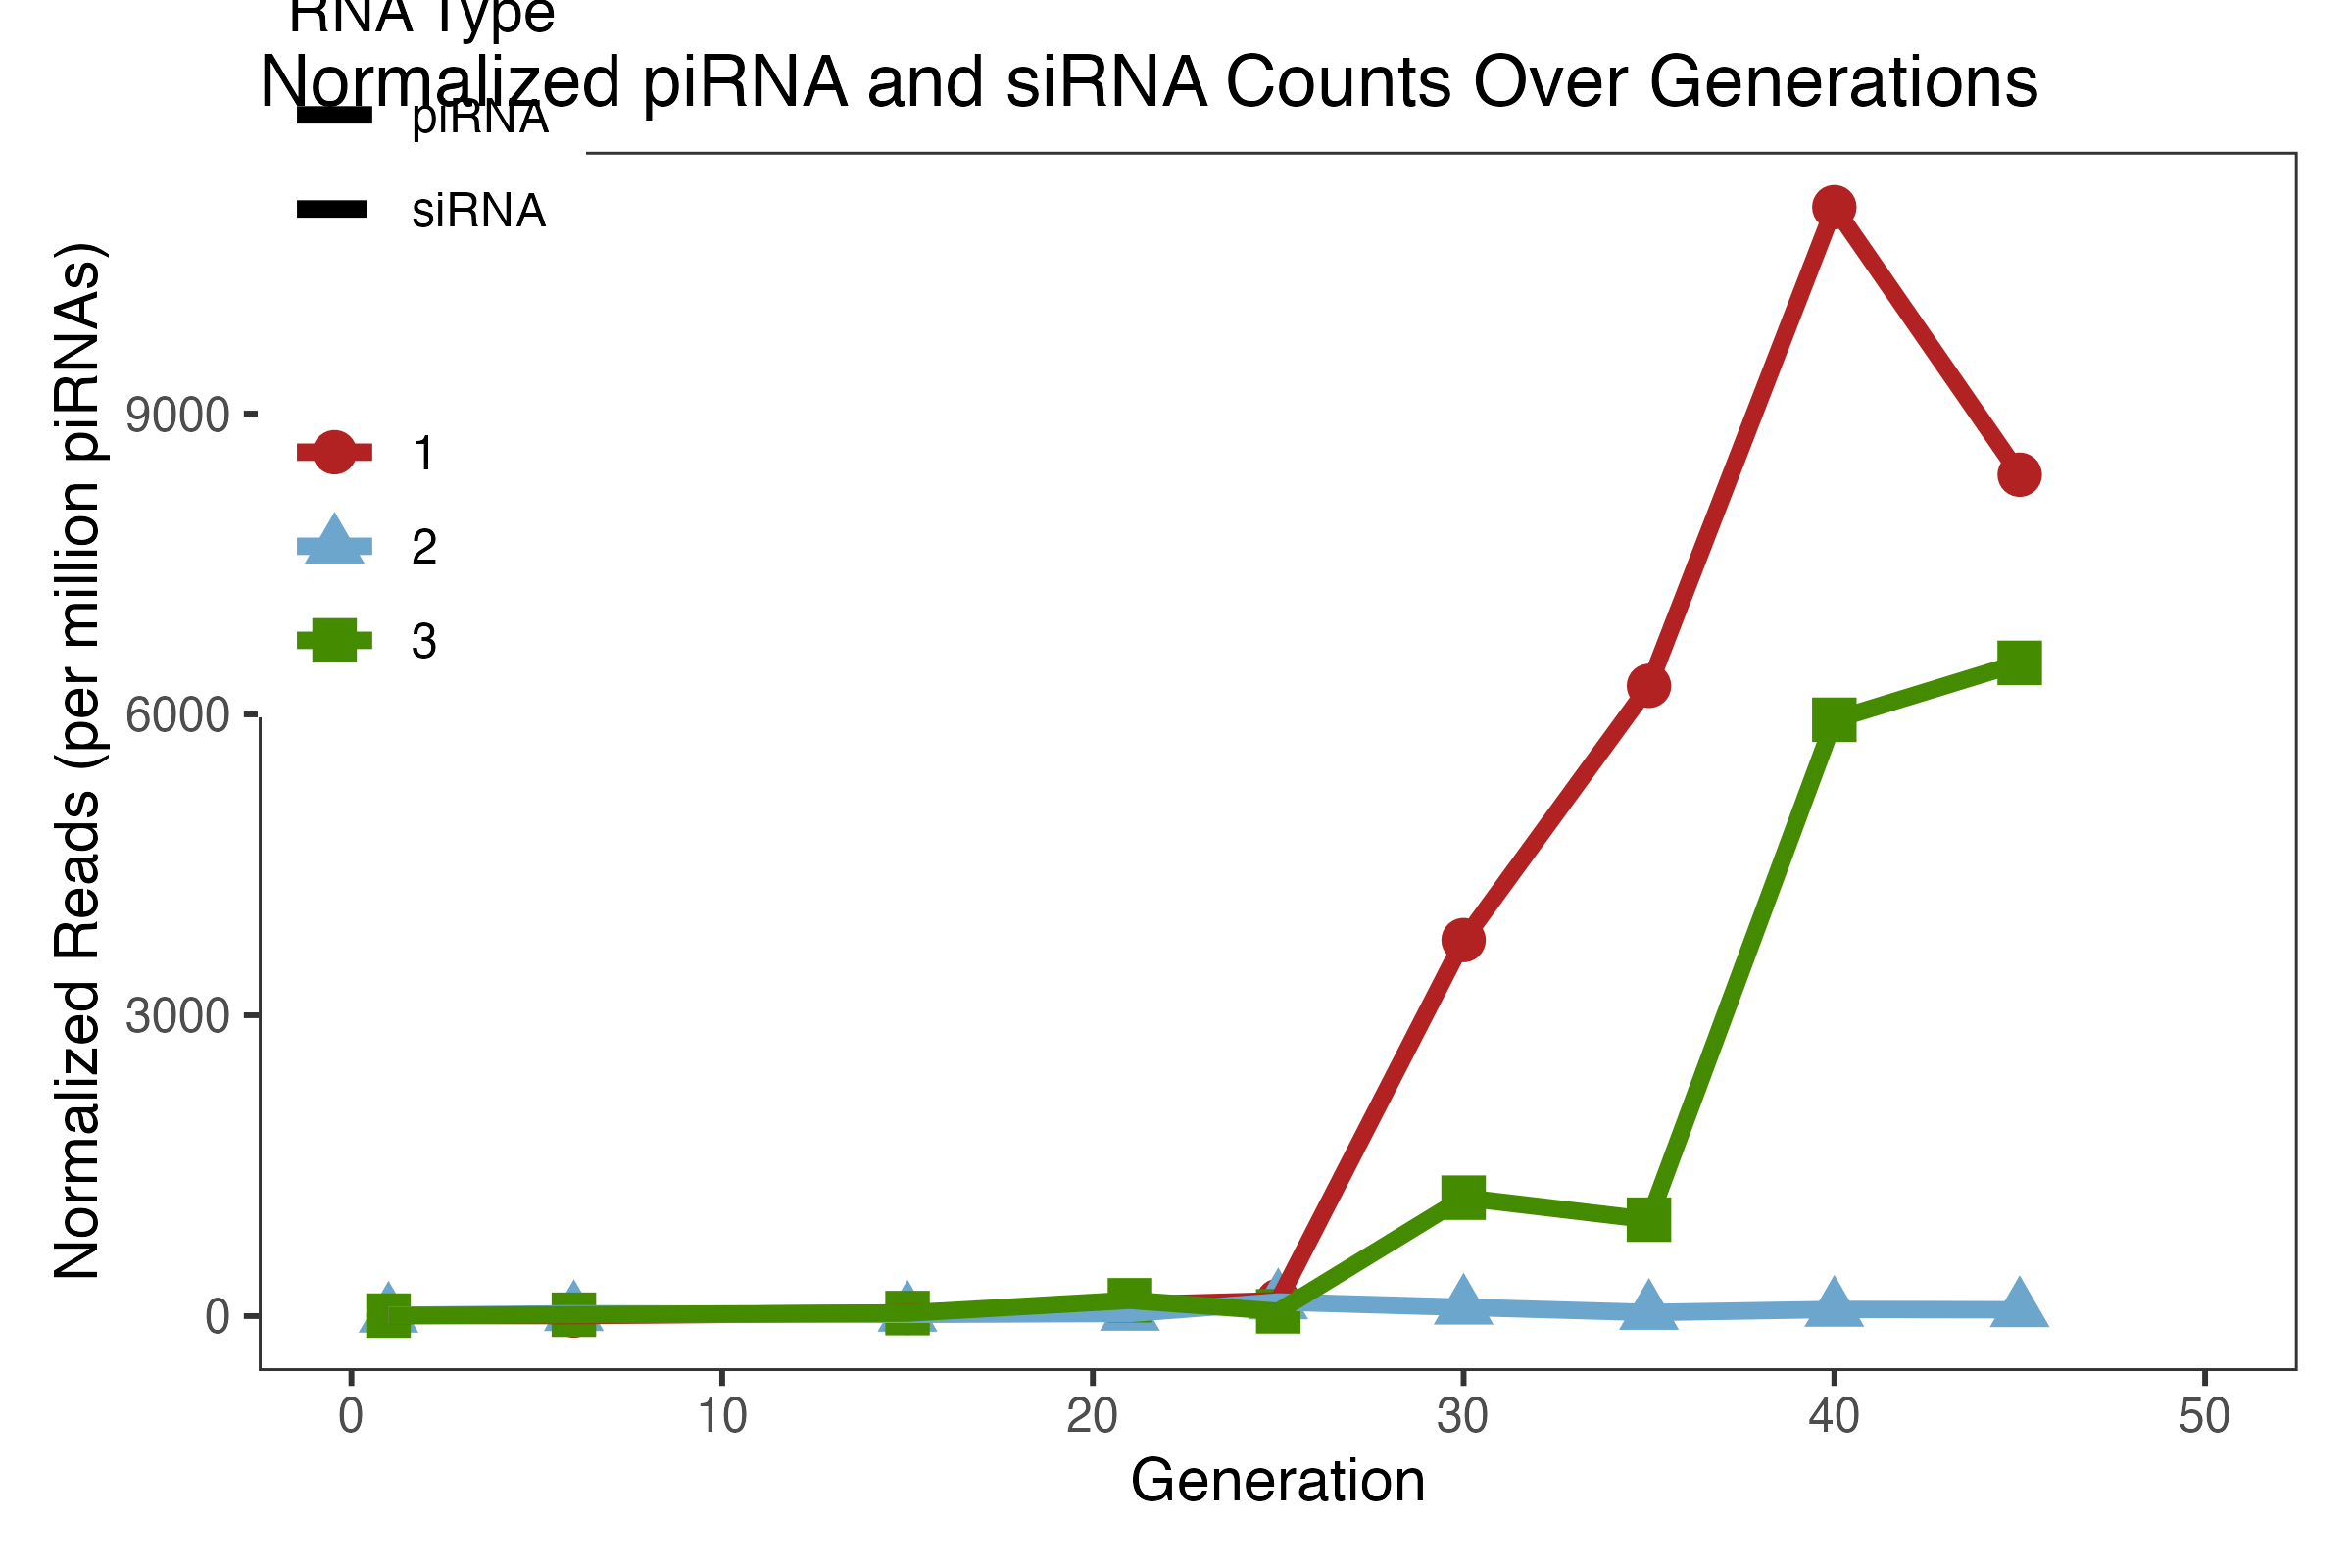 RNA Type
Normalized piRNA and siRNA Counts Over Generations
piRNA
siRNA
1
2
3
Normalized Reads (per million piRNAs)
9000
6000
3000
0
0 10 20 30 40 50
Generation